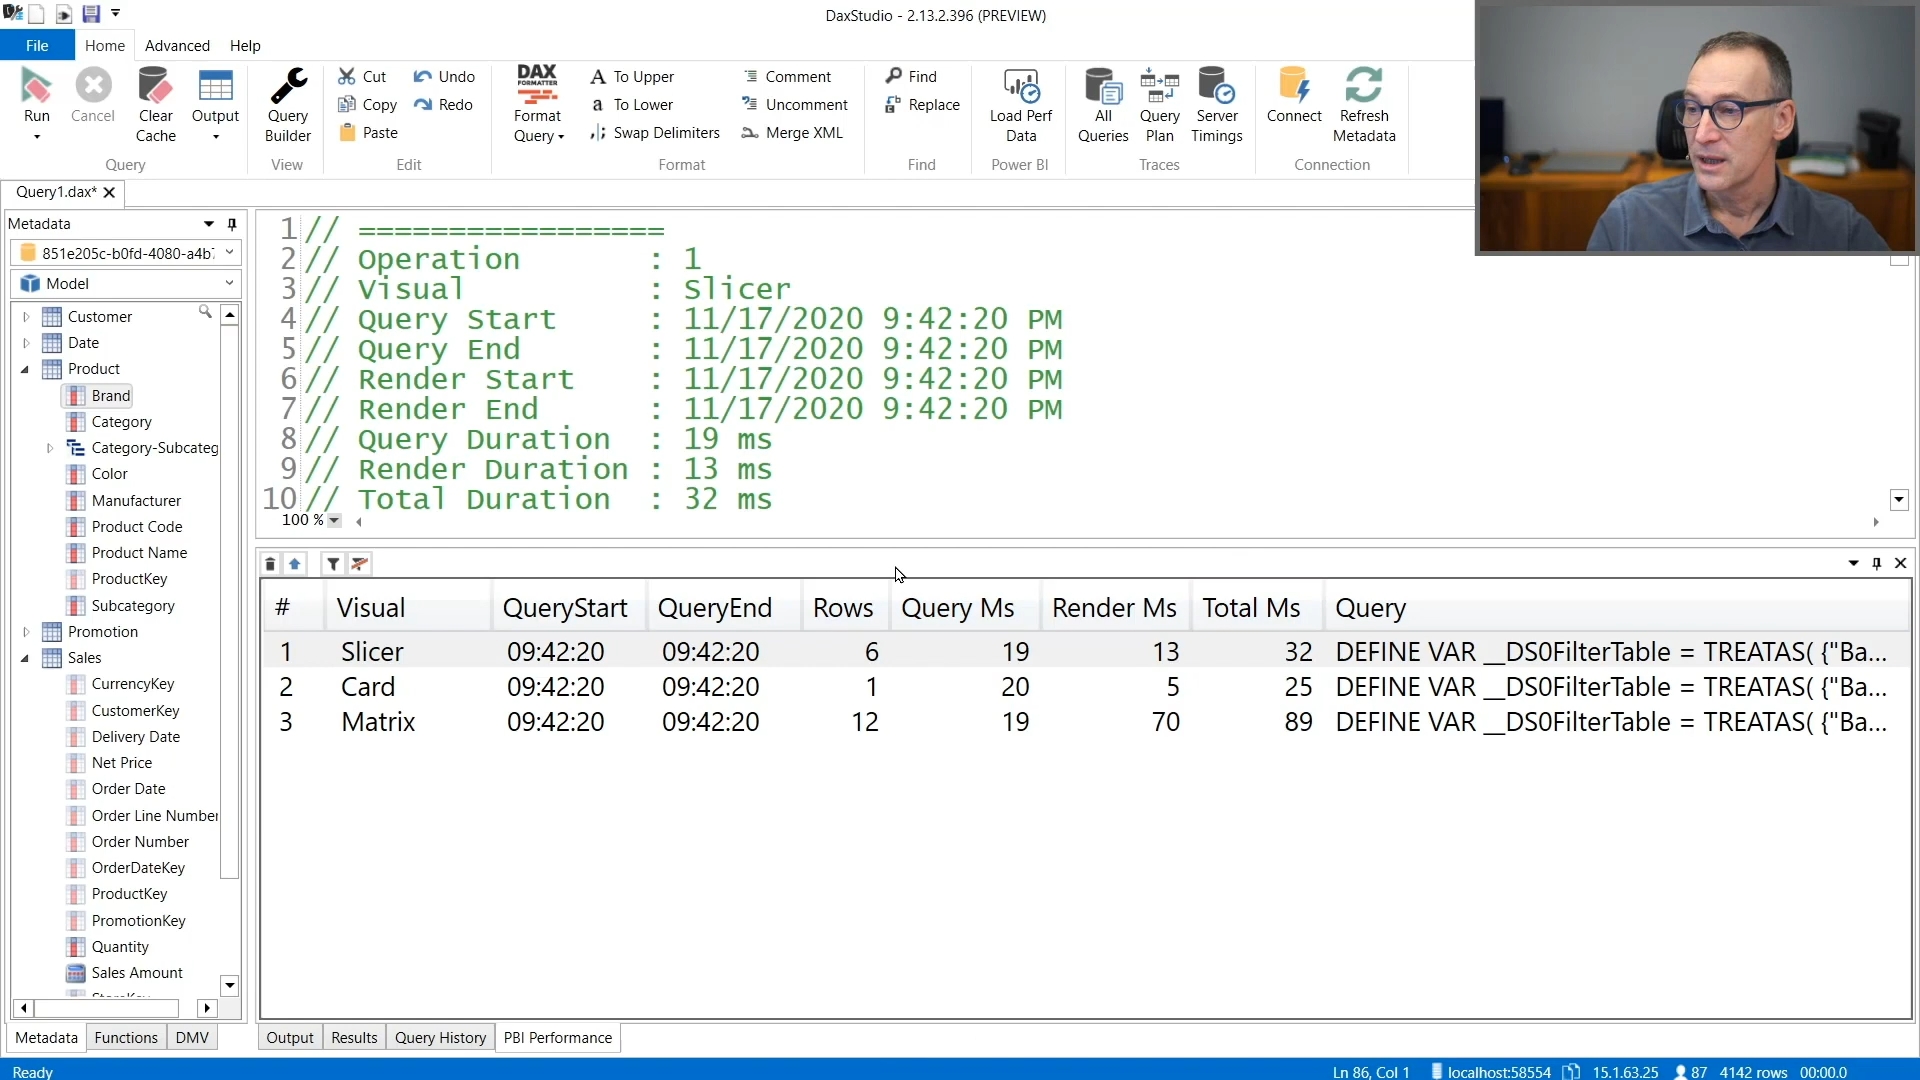 DaxStudio - 2.13.2.396 (PREVIEW)
File Home Advanced Help
Run
Cancel
Clear
Cache
Output
Query
Query
Builder
View
Cut
Copy
Paste
Undo
Redo
Edit
DAX
FORMATTER
Format
Query
To Upper
To Lower
Swap Delimiters
Comment
Uncomment
Merge XML
Format
Find
Replace
Find
Load Perf
Data
Power BI
All
Queries
Query
Plan
Server
Timings
Traces
Connect
Refresh
Metadata
Connection
Query1.dax*
Metadata
851e205c-b0fd-4080-a4b
Model
Customer
Date
Product
Brand
Category
Category-Subcateg
Color
Manufacturer
Product Code
Product Name
ProductKey
Subcategory
Promotion
Sales
CurrencyKey
CustomerKey
Delivery Date
Net Price
Order Date
Order Line Number
Order Number
OrderDateKey
ProductKey
PromotionKey
Quantity
Sales Amount
Metadata Functions DMV
1 // =================
2 // Operation : 1
3 // Visual : Slicer
4 // Query Start : 11/17/2020 9:42:20 PM
5 // Query End : 11/17/2020 9:42:20 PM
6 // Render Start : 11/17/2020 9:42:20 PM
7 // Render End : 11/17/2020 9:42:20 PM
8 // Query Duration : 19 ms
9 // Render Duration : 13 ms
10 // Total Duration : 32 ms
100 %
# Visual QueryStart QueryEnd Rows Query Ms Render Ms Total Ms Query
1 Slicer 09:42:20 09:42:20 6 19 13 32 DEFINE VAR __DS0FilterTable = TREATAS( {"Ba...
2 Card 09:42:20 09:42:20 1 20 5 25 DEFINE VAR __DS0FilterTable = TREATAS( {"Ba...
3 Matrix 09:42:20 09:42:20 12 19 70 89 DEFINE VAR __DS0FilterTable = TREATAS( {"Ba...
Output Results Query History PBI Performance
Ready
Ln 86, Col 1 localhost:58554 15.1.63.25 87 4142 rows 00:00.0